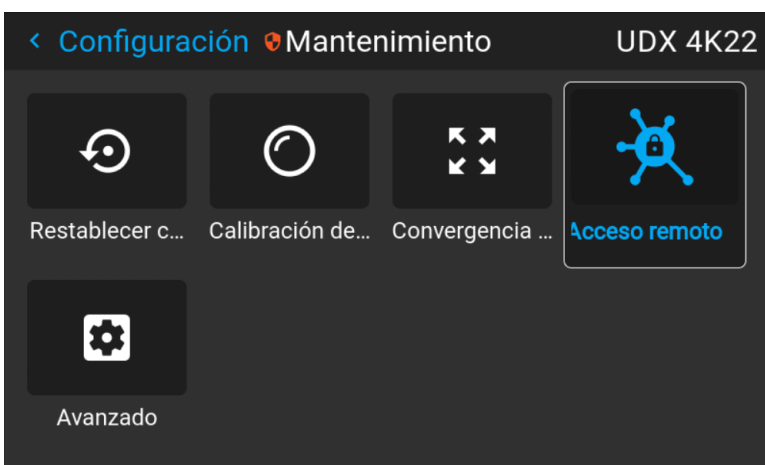 < Configuración Mantenimiento UDX 4K22
Restablecer c... Calibración de... Convergencia ... Acceso remoto
Avanzado